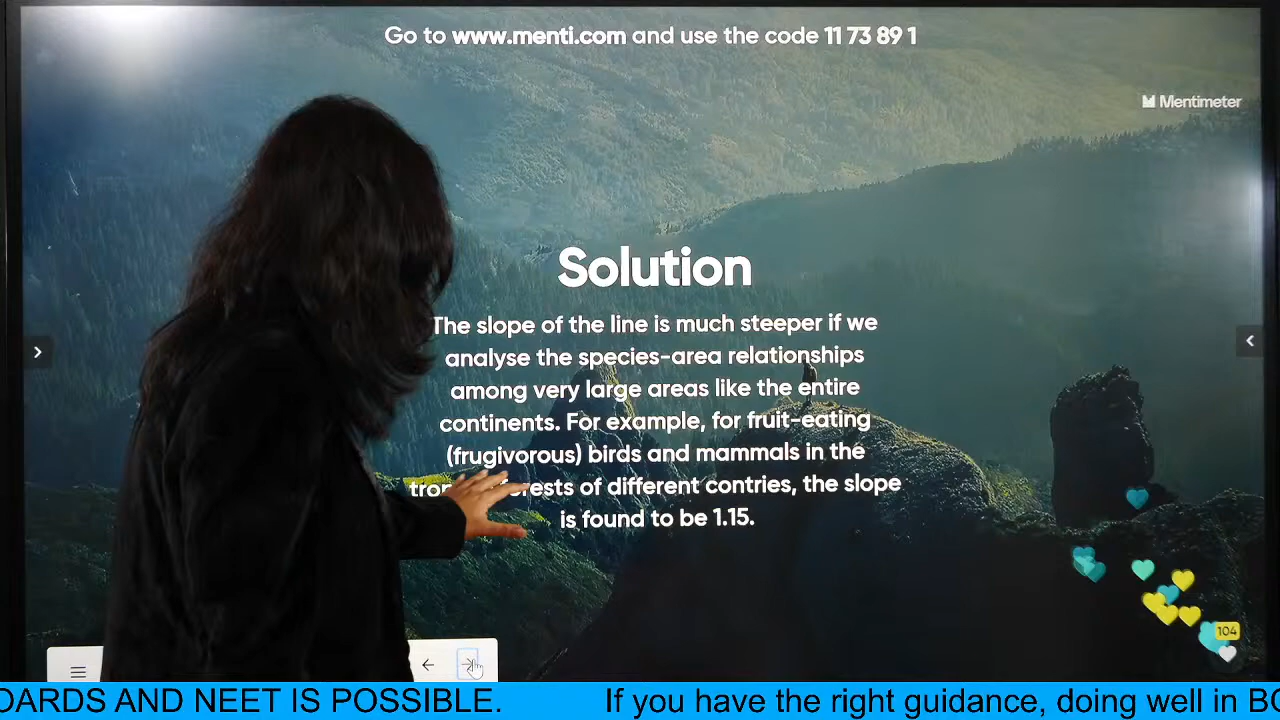 Go to www.menti.com and use the code 11 73 89 1
Mentimeter
Solution
The slope of the line is much steeper if we
analyse the species-area relationships
among very large areas like the entire
continents. For example, for fruit-eating
(frugivorous) birds and mammals in the
of different contries, the slope
is found to be 1.15.
104
OARDS AND NEET IS POSSIBLE. If you have the right guidance, doing well in BO